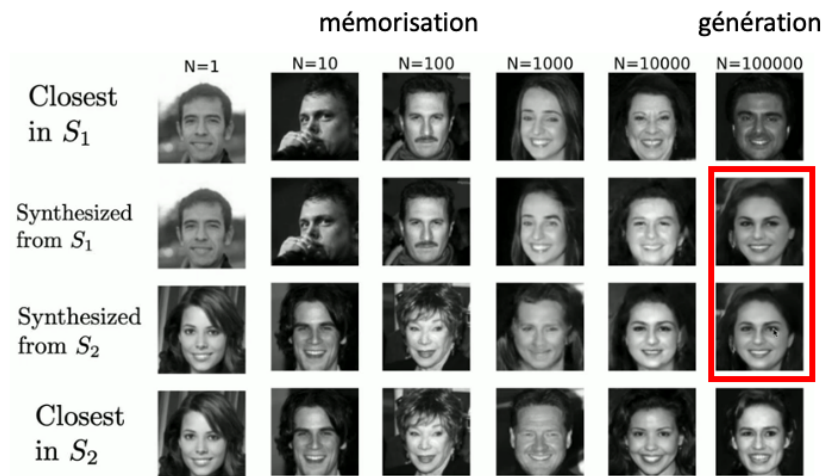 mémorisation
génération
N=1
N=10
N=100
N=1000
N=10000
N=100000
Closest
in S₁
Synthesized
from S₁
Synthesized
from S₂
Closest
in S₂